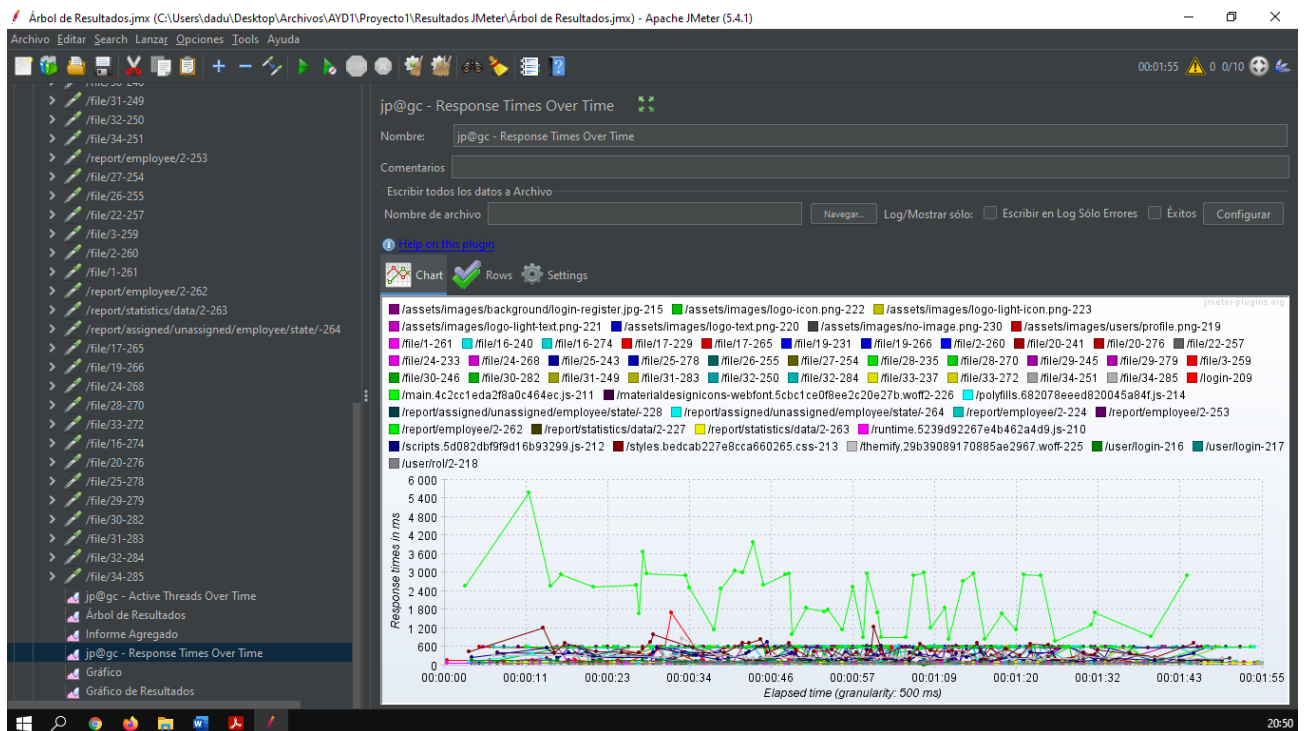 Árbol de Resultados.jmx (C:\Users\dadu\Desktop\Archivos\AYD1\Proyecto1\Resultados JMeter\Árbol de Resultados.jmx) - Apache JMeter (5.4.1)
Archivo Editar Search Lanzar Opciones Tools Ayuda
00:01:55 0 0/10
/file/31-249
/file/32-250
/file/34-251
/report/employee/2-253
/file/27-254
/file/26-255
/file/22-257
/file/3-259
/file/2-260
/file/1-261
/report/employee/2-262
/report/statistics/data/2-263
/report/assigned/unassigned/employee/state/-264
/file/17-265
/file/19-266
/file/24-268
/file/28-270
/file/33-272
/file/16-274
/file/20-276
/file/25-278
/file/29-279
/file/30-282
/file/31-283
/file/32-284
/file/34-285
jp@gc - Active Threads Over Time
Árbol de Resultados
Informe Agregado
jp@gc - Response Times Over Time
Gráfico
Gráfico de Resultados
jp@gc - Response Times Over Time
Nombre: jp@gc - Response Times Over Time
Comentarios
Escribir todos los datos a Archivo
Nombre de archivo Navegar... Log/Mostrar sólo: Escribir en Log Sólo Errores Éxitos Configurar
Help on this plugin
Chart Rows Settings
jmeter-plugins.org
/assets/images/background/login-register.jpg-215 /assets/images/logo-icon.png-222 /assets/images/logo-light-icon.png-223
/assets/images/logo-light-text.png-221 /assets/images/logo-text.png-220 /assets/images/no-image.png-230 /assets/images/users/profile.png-219
/file/1-261 /file/16-240 /file/16-274 /file/17-229 /file/17-265 /file/19-231 /file/19-266 /file/2-260 /file/20-241 /file/20-276 /file/22-257
/file/24-233 /file/24-268 /file/25-243 /file/25-278 /file/26-255 /file/27-254 /file/28-235 /file/28-270 /file/29-245 /file/29-279 /file/3-259
/file/30-246 /file/30-282 /file/31-249 /file/31-283 /file/32-250 /file/32-284 /file/33-237 /file/33-272 /file/34-251 /file/34-285 /login-209
/main.4c2cc1eda2f8a0c464ec.js-211 /materialdesignicons-webfont.5cbc1ce0f8ee2c20e27b.woff2-226 /polyfills.682078eeed820045a84f.js-214
/report/assigned/unassigned/employee/state/-228 /report/assigned/unassigned/employee/state/-264 /report/employee/2-224 /report/employee/2-253
/report/employee/2-262 /report/statistics/data/2-227 /report/statistics/data/2-263 /runtime.5239d92267e4b462a4d9.js-210
/scripts.5d082dbf9f9d16b93299.js-212 /styles.bedcab227e8cca660265.css-213 /themify.29b39089170885ae2967.woff-225 /user/login-216 /user/login-217
/user/rol/2-218
6 000
5 400
4 800
4 200
3 600
3 000
2 400
1 800
1 200
600
0
Response times in ms
00:00:00 00:00:11 00:00:23 00:00:34 00:00:46 00:00:57 00:01:09 00:01:20 00:01:32 00:01:43 00:01:55
Elapsed time (granularity: 500 ms)
20:50